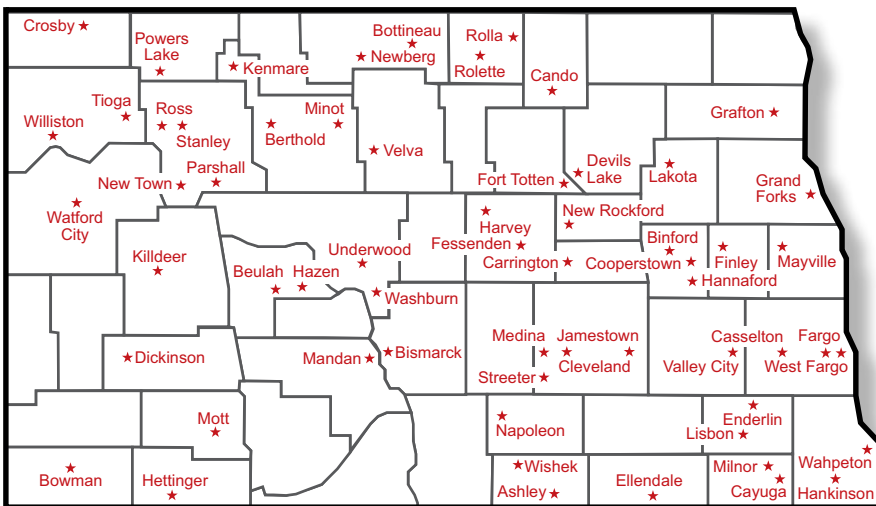 Crosby
Powers
Lake
Kenmare
Bottineau
Newberg
Rolla
Rolette
Cando
Grafton
Tioga
Williston
Ross
Stanley
Parshall
New Town
Minot
Berthold
Velva
Fort Totten
Devils
Lake
Lakota
Grand
Forks
Watford
City
Killdeer
Beulah
Hazen
Underwood
Washburn
Harvey
Fessenden
Carrington
New Rockford
Binford
Cooperstown
Hannaford
Finley
Mayville
Dickinson
Mandan
Bismarck
Medina
Streeter
Jamestown
Cleveland
Valley City
Casselton
Fargo
West Fargo
Mott
Napoleon
Enderlin
Lisbon
Bowman
Hettinger
Wishek
Ashley
Ellendale
Milnor
Cayuga
Wahpeton
Hankinson